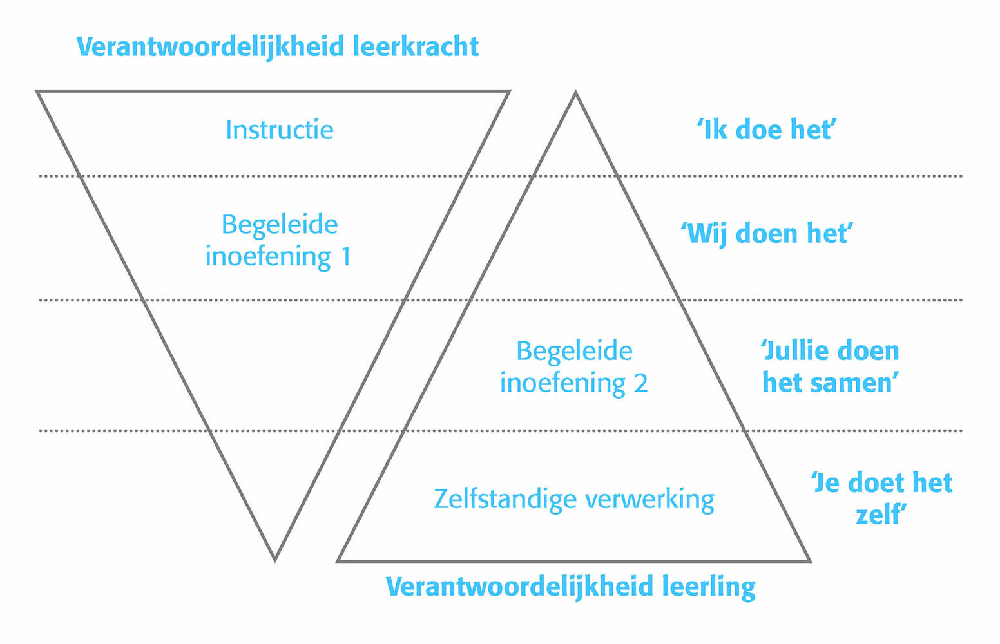 Verantwoordelijkheid leerkracht
Instructie
‘Ik doe het’
Begeleide
inoefening 1
‘Wij doen het’
Begeleide
inoefening 2
‘Jullie doen
het samen’
Zelfstandige verwerking
‘Je doet het
zelf’
Verantwoordelijkheid leerling